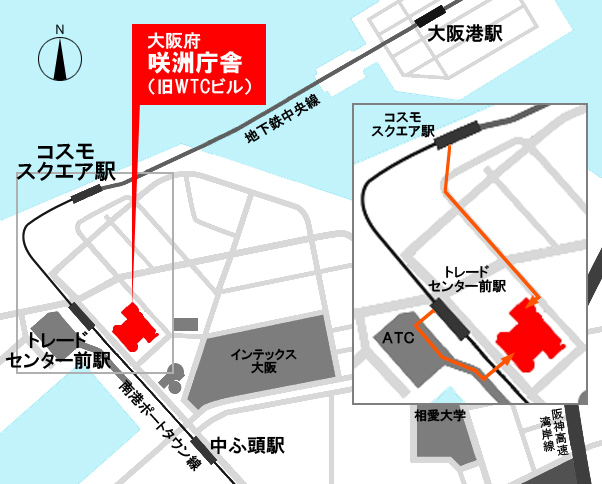 N
大阪府
咲洲庁舎
（旧WTCビル）
大阪港駅
地下鉄中央線
コスモ
スクエア駅
トレード
センター前駅
インテックス
大阪
南港ポートタウン線
中ふ頭駅
コスモ
スクエア駅
トレード
センター前駅
ATC
相愛大学
阪神高速
湾岸線